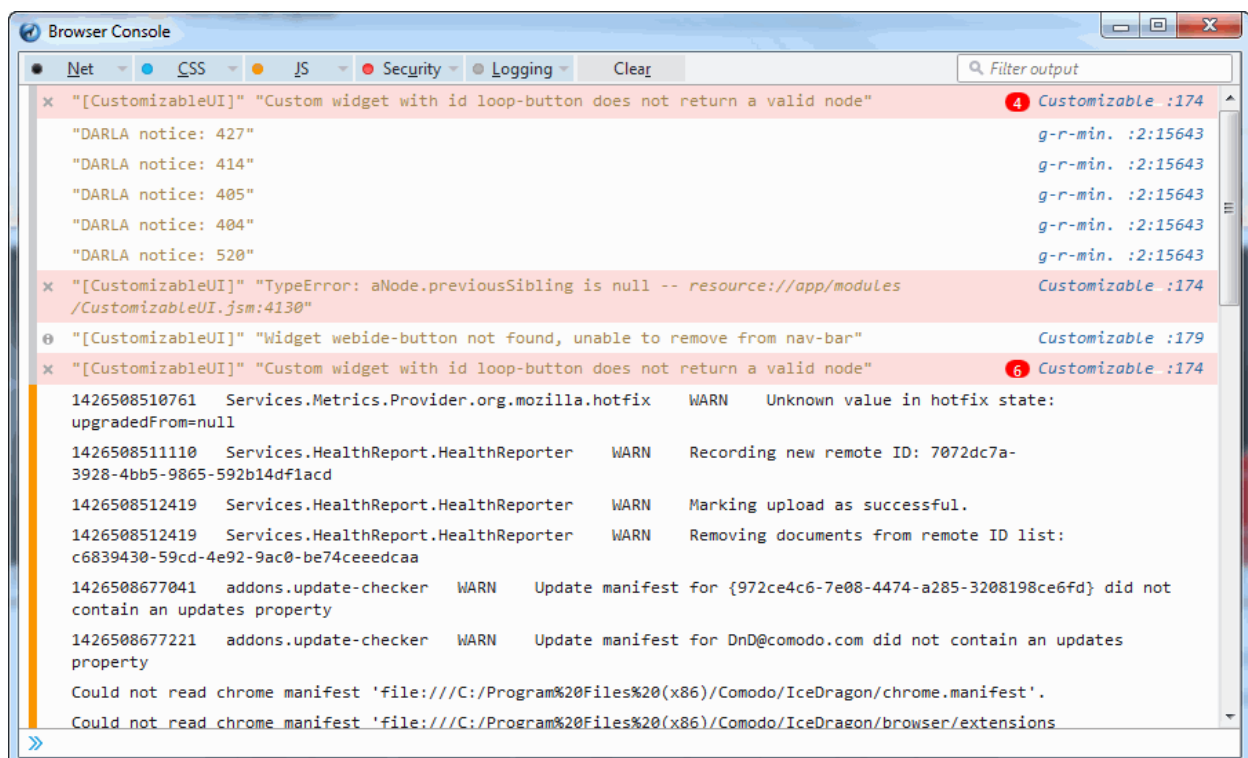 Browser Console
Net CSS JS Security Logging Clear Filter output
"[CustomizableUI]" "Custom widget with id loop-button does not return a valid node" 4 Customizable :174
"DARLA notice: 427" g-r-min. :2:15643
"DARLA notice: 414" g-r-min. :2:15643
"DARLA notice: 405" g-r-min. :2:15643
"DARLA notice: 404" g-r-min. :2:15643
"DARLA notice: 520" g-r-min. :2:15643
"[CustomizableUI]" "TypeError: aNode.previousSibling is null -- resource://app/modules Customizable :174
/CustomizableUI.jsm:4130"
"[CustomizableUI]" "Widget webide-button not found, unable to remove from nav-bar" Customizable :179
"[CustomizableUI]" "Custom widget with id loop-button does not return a valid node" 6 Customizable :174
1426508510761 Services.Metrics.Provider.org.mozilla.hotfix WARN Unknown value in hotfix state:
upgradedFrom=null
1426508511110 Services.HealthReport.HealthReporter WARN Recording new remote ID: 7072dc7a-
3928-4bb5-9865-592b14df1acd
1426508512419 Services.HealthReport.HealthReporter WARN Marking upload as successful.
1426508512419 Services.HealthReport.HealthReporter WARN Removing documents from remote ID list:
c6839430-59cd-4e92-9ac0-be74ceeedcaa
1426508677041 addons.update-checker WARN Update manifest for {972ce4c6-7e08-4474-a285-3208198ce6fd} did not
contain an updates property
1426508677221 addons.update-checker WARN Update manifest for DnD@comodo.com did not contain an updates
property
Could not read chrome manifest 'file:///C:/Program%20Files%20(x86)/Comodo/IceDragon/chrome.manifest'.
Could not read chrome manifest 'file:///C:/Program%20Files%20(x86)/Comodo/IceDragon/browser/extensions